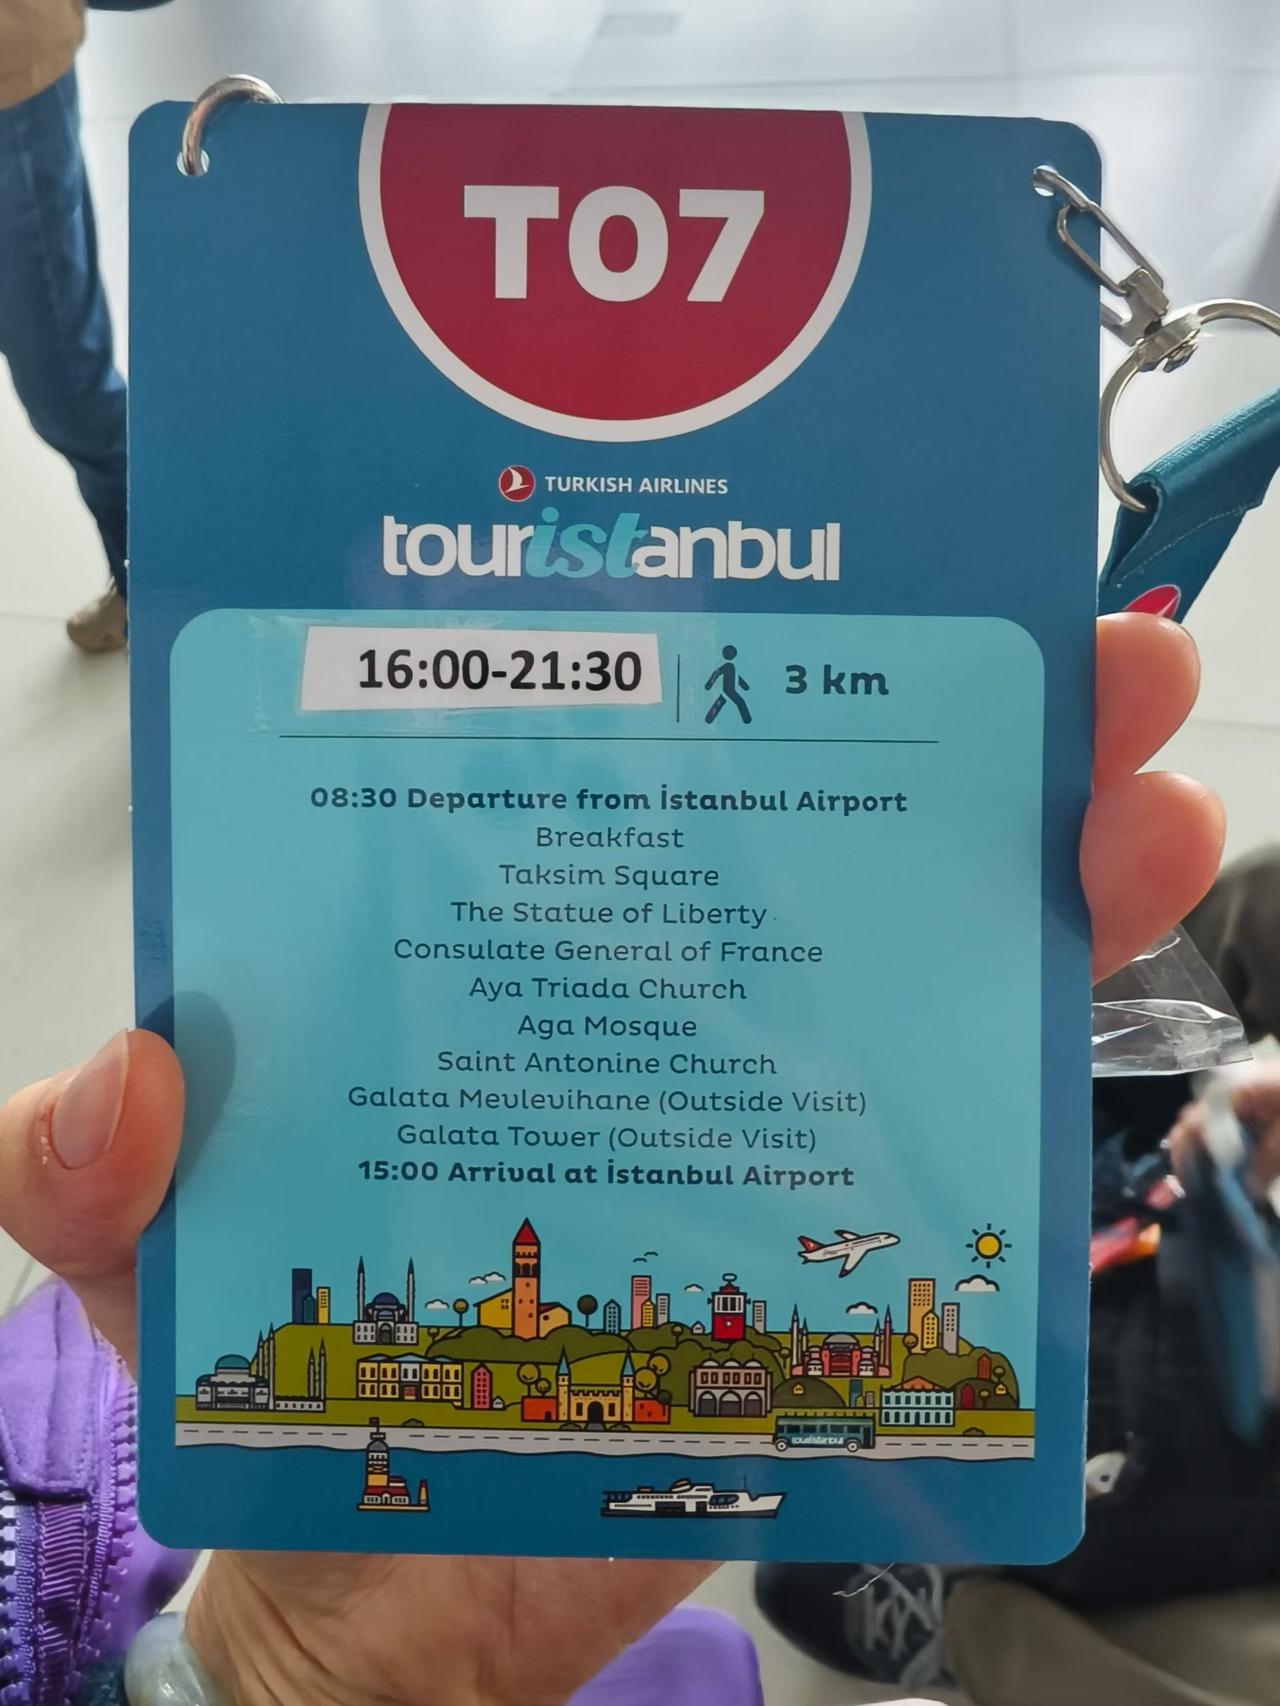 T07
TURKISH AIRLINES
touristanbul
16:00-21:30
3 km
08:30 Departure from İstanbul Airport
Breakfast
Taksim Square
The Statue of Liberty
Consulate General of France
Aya Triada Church
Aga Mosque
Saint Antonine Church
Galata Mevlevihane (Outside Visit)
Galata Tower (Outside Visit)
15:00 Arrival at İstanbul Airport
touristanbul